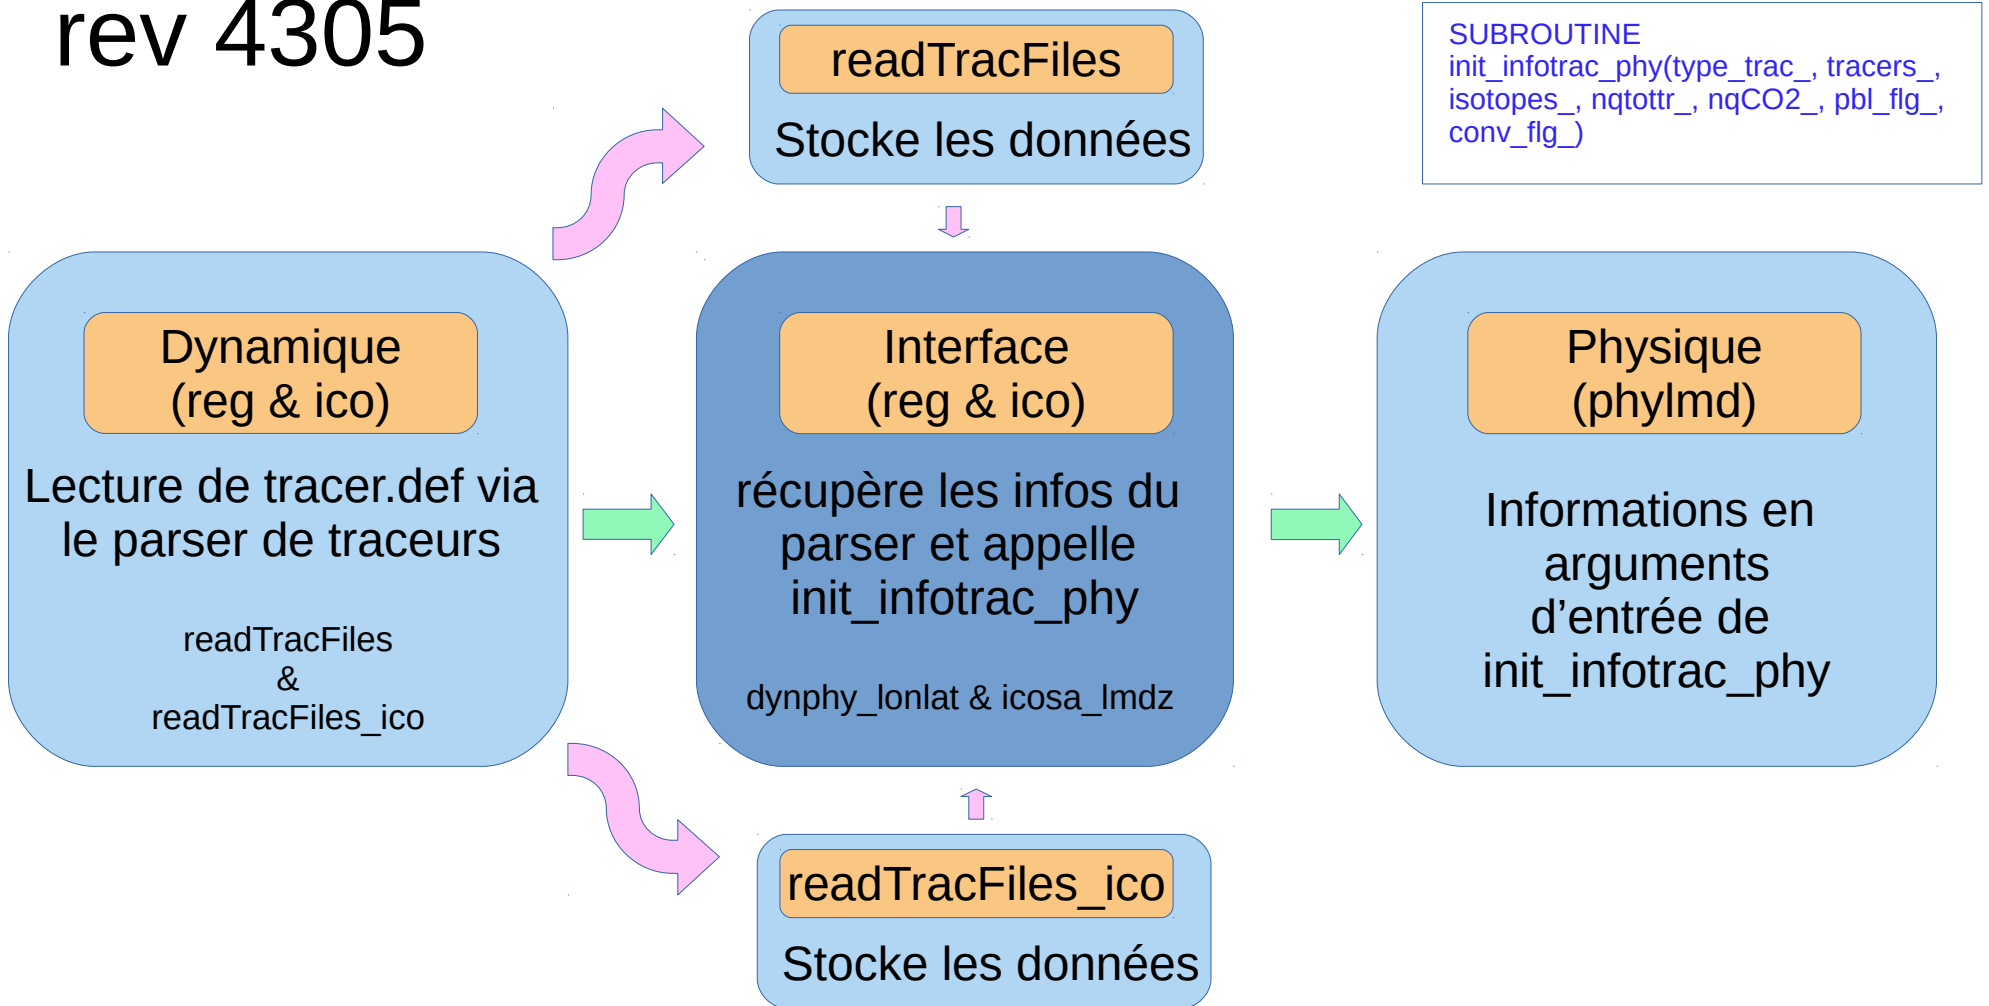 rev 4305
readTracFiles
Stocke les données
SUBROUTINE
init_infotrac_phy(type_trac_, tracers_,
isotopes_, nqtottr_, nqCO2_, pbl_flg_,
conv_flg_)
Dynamique
(reg & ico)
Lecture de tracer.def via
le parser de traceurs
readTracFiles
&
readTracFiles_ico
Interface
(reg & ico)
récupère les infos du
parser et appelle
init_infotrac_phy
dynphy_lonlat & icosa_lmdz
Physique
(phylmd)
Informations en
arguments
d’entrée de
init_infotrac_phy
readTracFiles_ico
Stocke les données